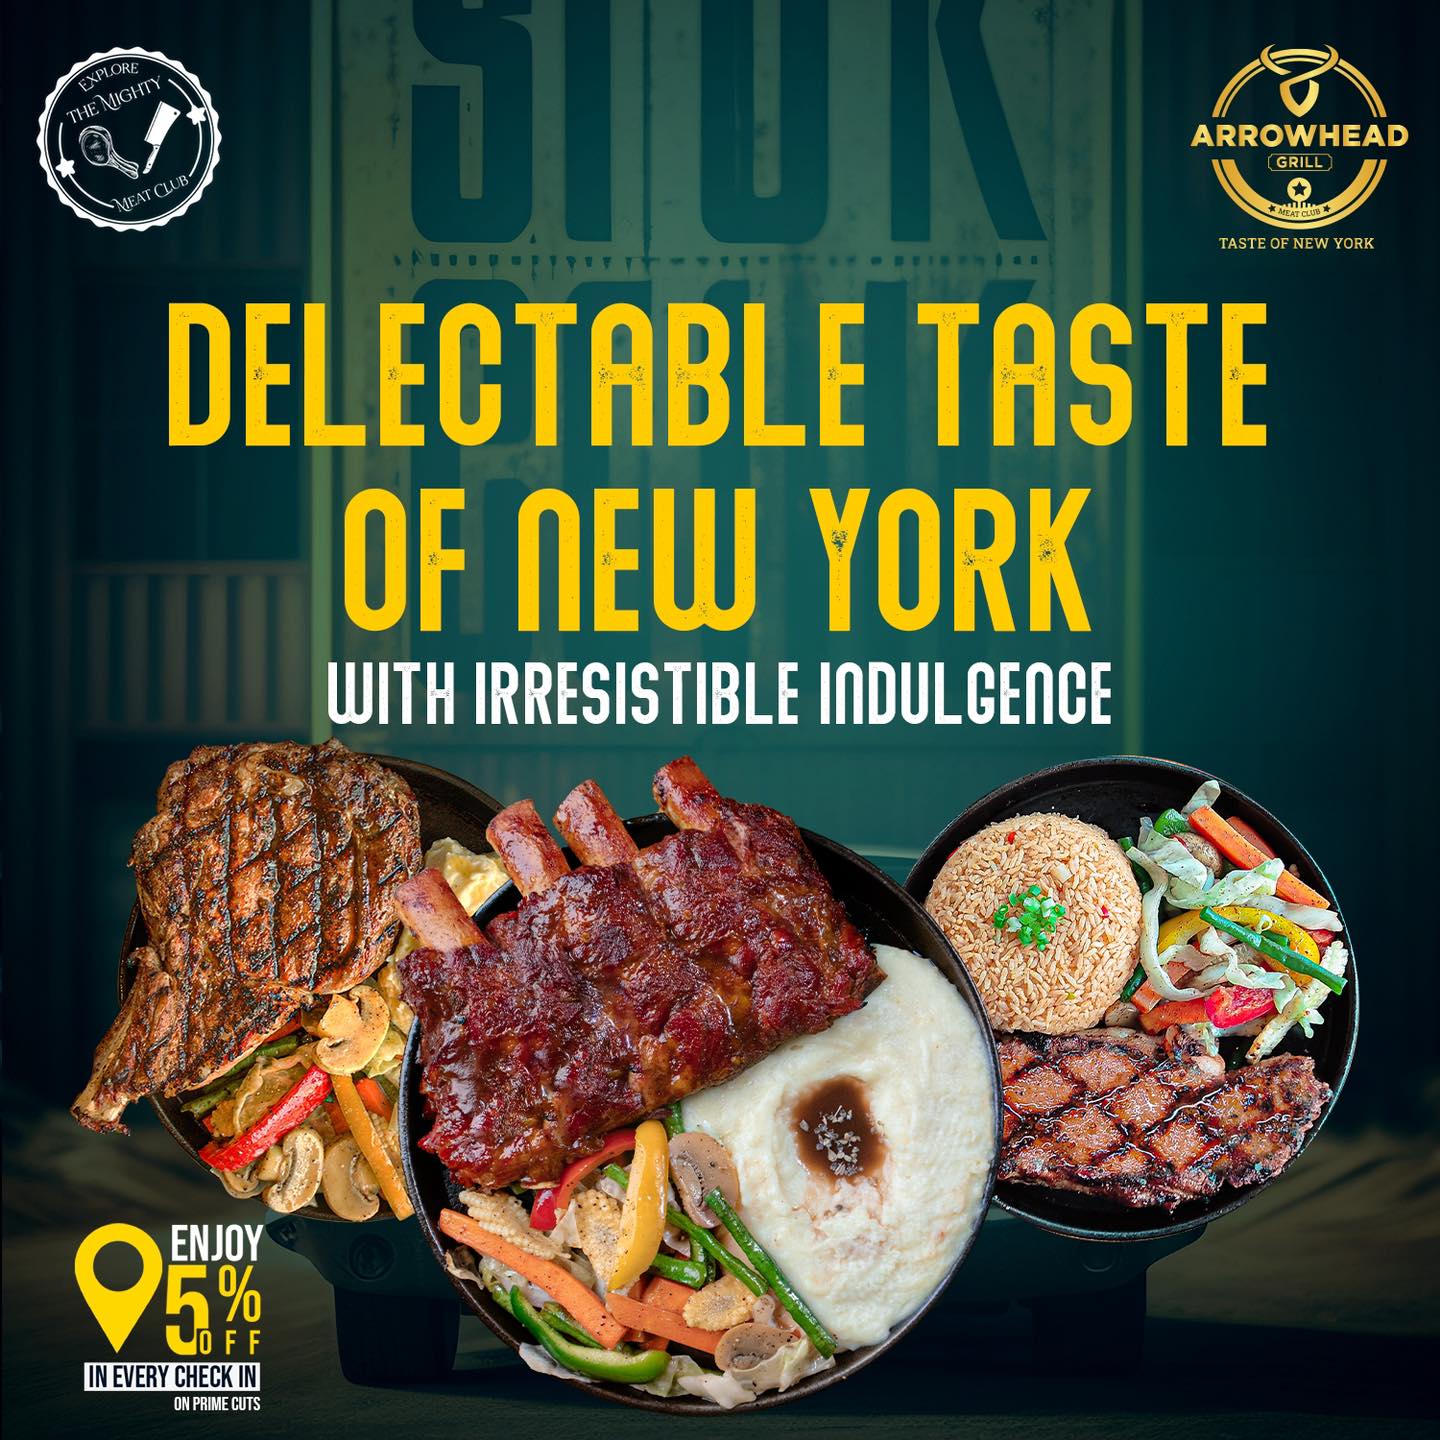 EXPLORE
THE MIGHTY
MEAT CLUB
ARROWHEAD
GRILL
MEAT CLUB
TASTE OF NEW YORK
DELECTABLE TASTE
OF NEW YORK
WITH IRRESISTIBLE INDULGENCE
ENJOY
5%
OFF
IN EVERY CHECK IN
ON PRIME CUTS